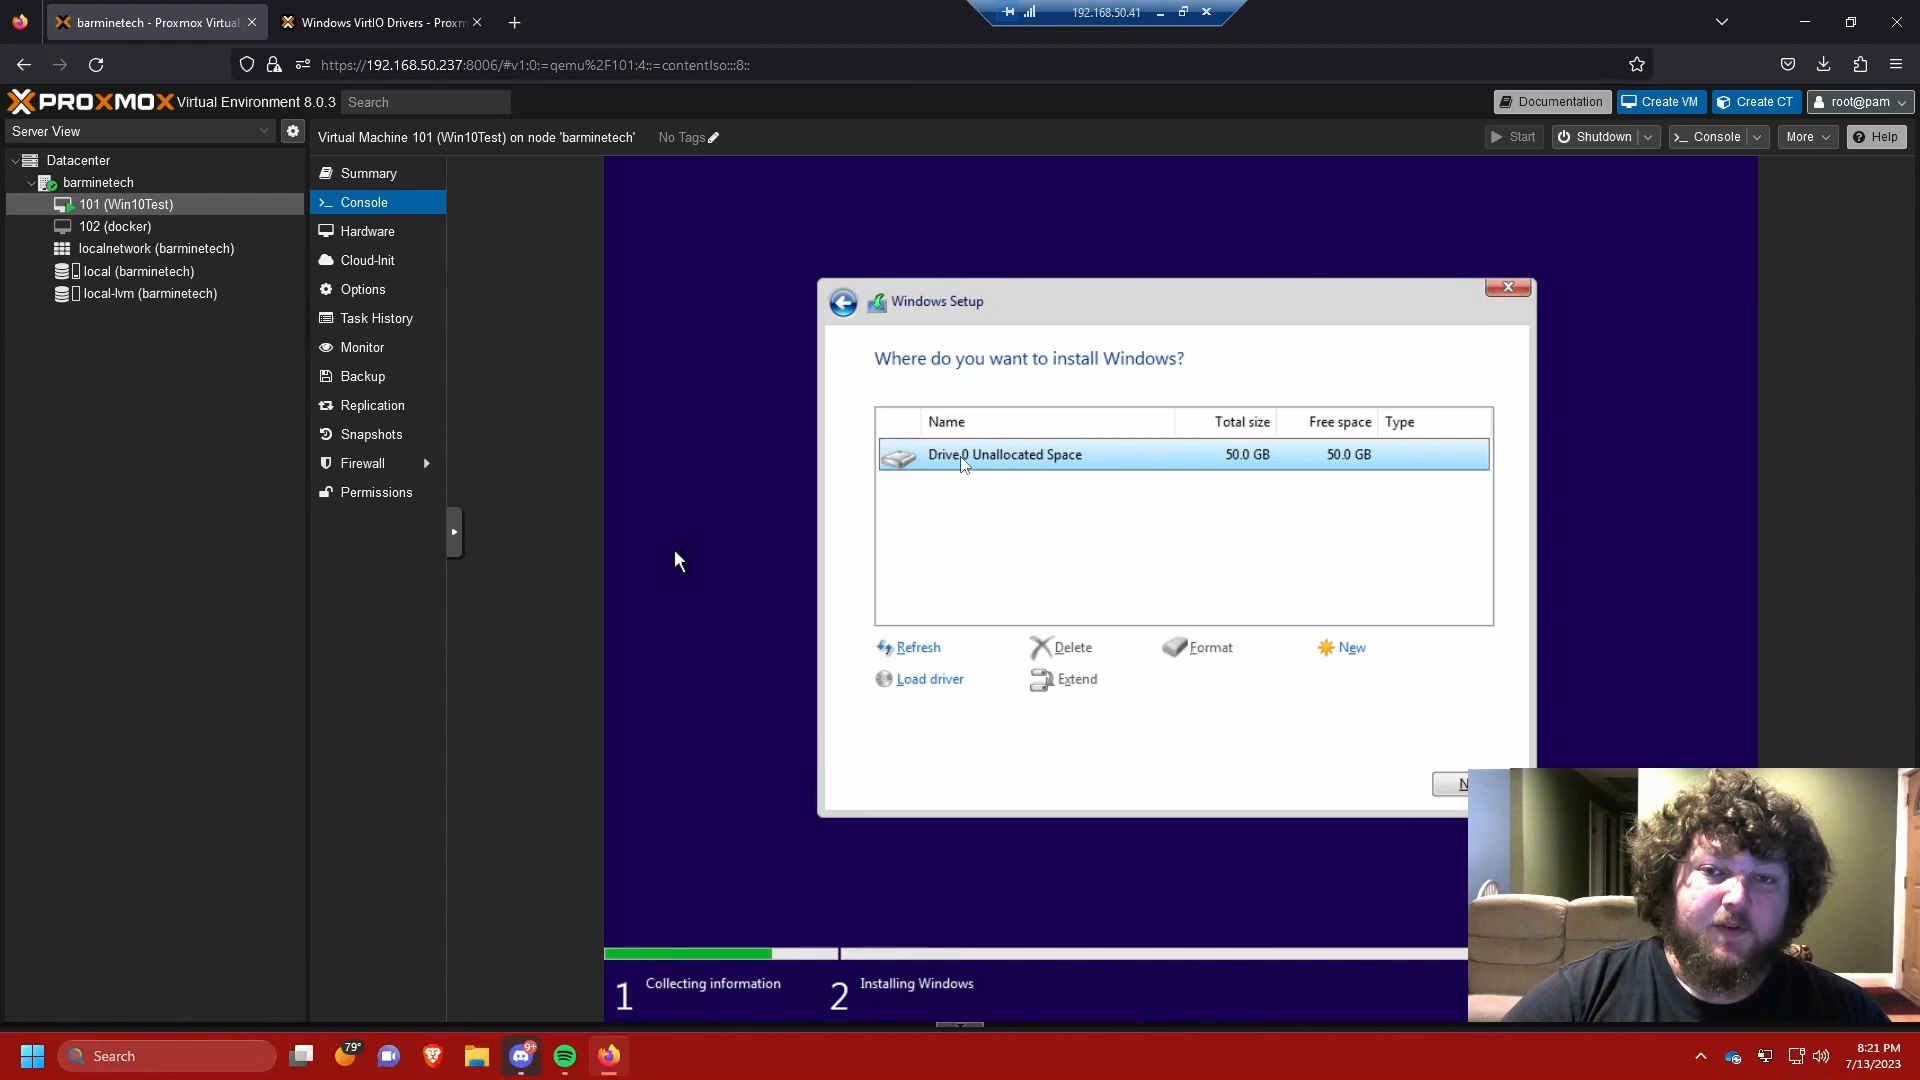 barminetech - Proxmox Virtual
Windows VirtIO Drivers - Proxm
192.168.50.41
https://192.168.50.237:8006/#v1:0:=qemu%2F101:4::=contentIso:::8::
PROXMOX Virtual Environment 8.0.3
Search
Documentation
Create VM
Create CT
root@pam
Server View
Virtual Machine 101 (Win10Test) on node 'barminetech'
No Tags
Start
Shutdown
Console
More
Help
Datacenter
barminetech
101 (Win10Test)
102 (docker)
localnetwork (barminetech)
local (barminetech)
local-lvm (barminetech)
Summary
Console
Hardware
Cloud-Init
Options
Task History
Monitor
Backup
Replication
Snapshots
Firewall
Permissions
Windows Setup
Where do you want to install Windows?
Name Total size Free space Type
Drive 0 Unallocated Space 50.0 GB 50.0 GB
Refresh
Delete
Format
New
Load driver
Extend
N
1 Collecting information
2 Installing Windows
Search
79°
9+
8:21 PM
7/13/2023